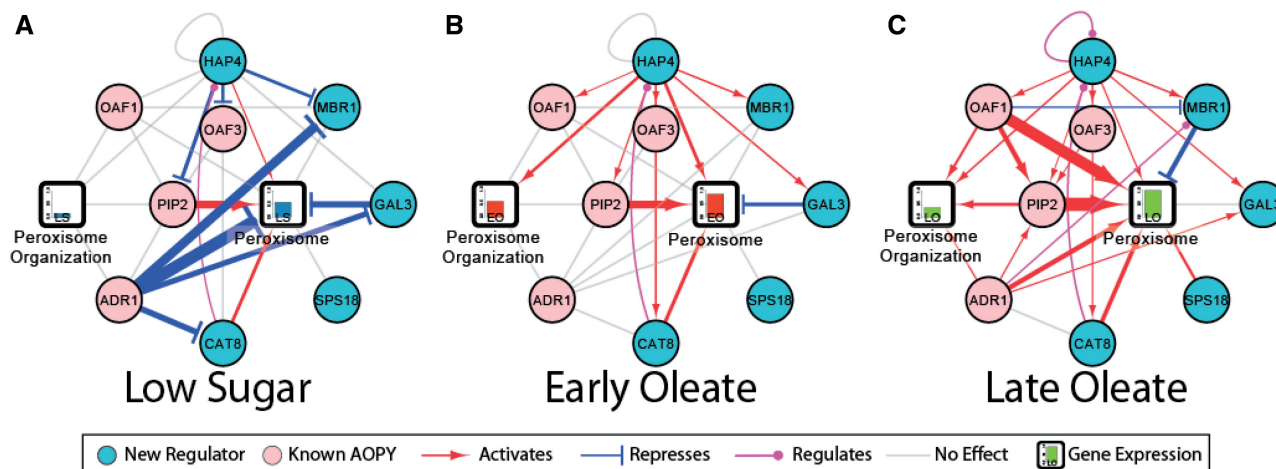 A
HAP4
OAF1
MBR1
OAF3
LS
Peroxisome
Organization
PIP2
LS
Peroxisome
GAL3
ADR1
SPS18
CAT8
Low Sugar
B
HAP4
OAF1
MBR1
OAF3
EO
Peroxisome
Organization
PIP2
EO
Peroxisome
GAL3
ADR1
SPS18
CAT8
Early Oleate
C
HAP4
OAF1
MBR1
OAF3
LO
Peroxisome
Organization
PIP2
LO
Peroxisome
GAL3
ADR1
SPS18
CAT8
Late Oleate
New Regulator Known AOPY Activates Represses Regulates No Effect LO Gene Expression